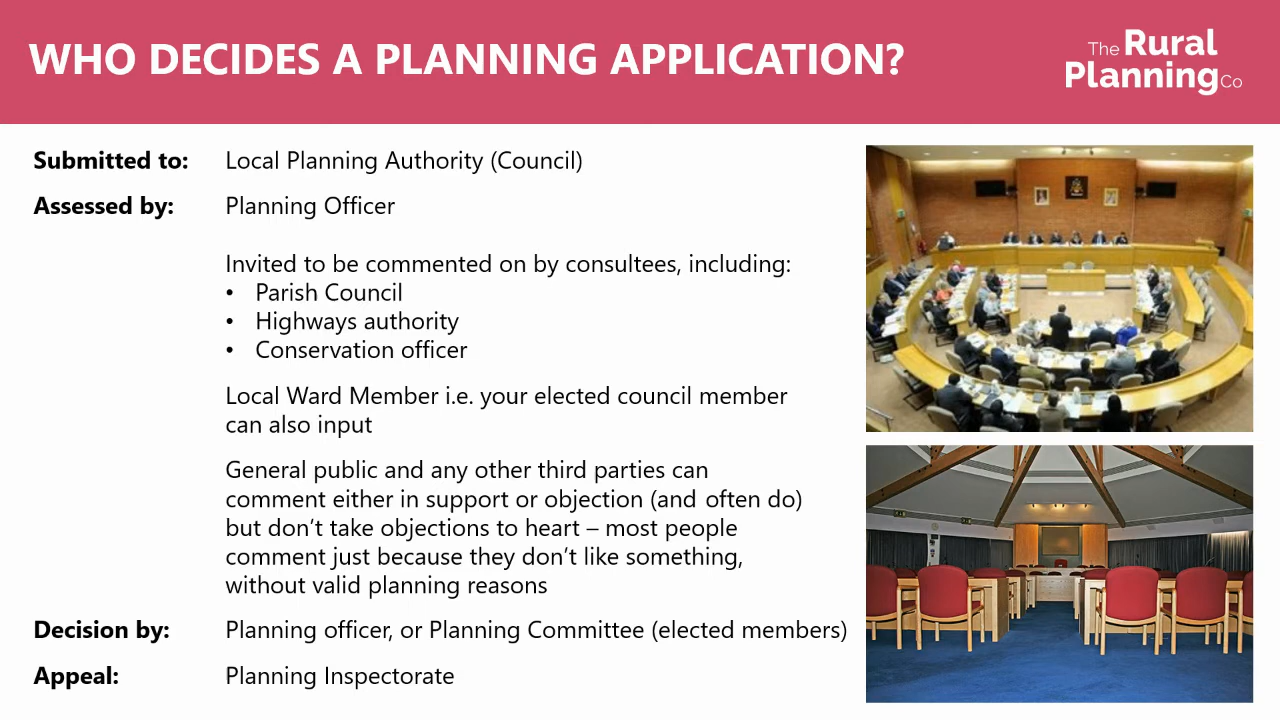 WHO DECIDES A PLANNING APPLICATION?
The Rural
Planning Co
Submitted to: Local Planning Authority (Council)
Assessed by: Planning Officer
Invited to be commented on by consultees, including:
• Parish Council
• Highways authority
• Conservation officer
Local Ward Member i.e. your elected council member
can also input
General public and any other third parties can
comment either in support or objection (and often do)
but don’t take objections to heart – most people
comment just because they don’t like something,
without valid planning reasons
Decision by: Planning officer, or Planning Committee (elected members)
Appeal: Planning Inspectorate